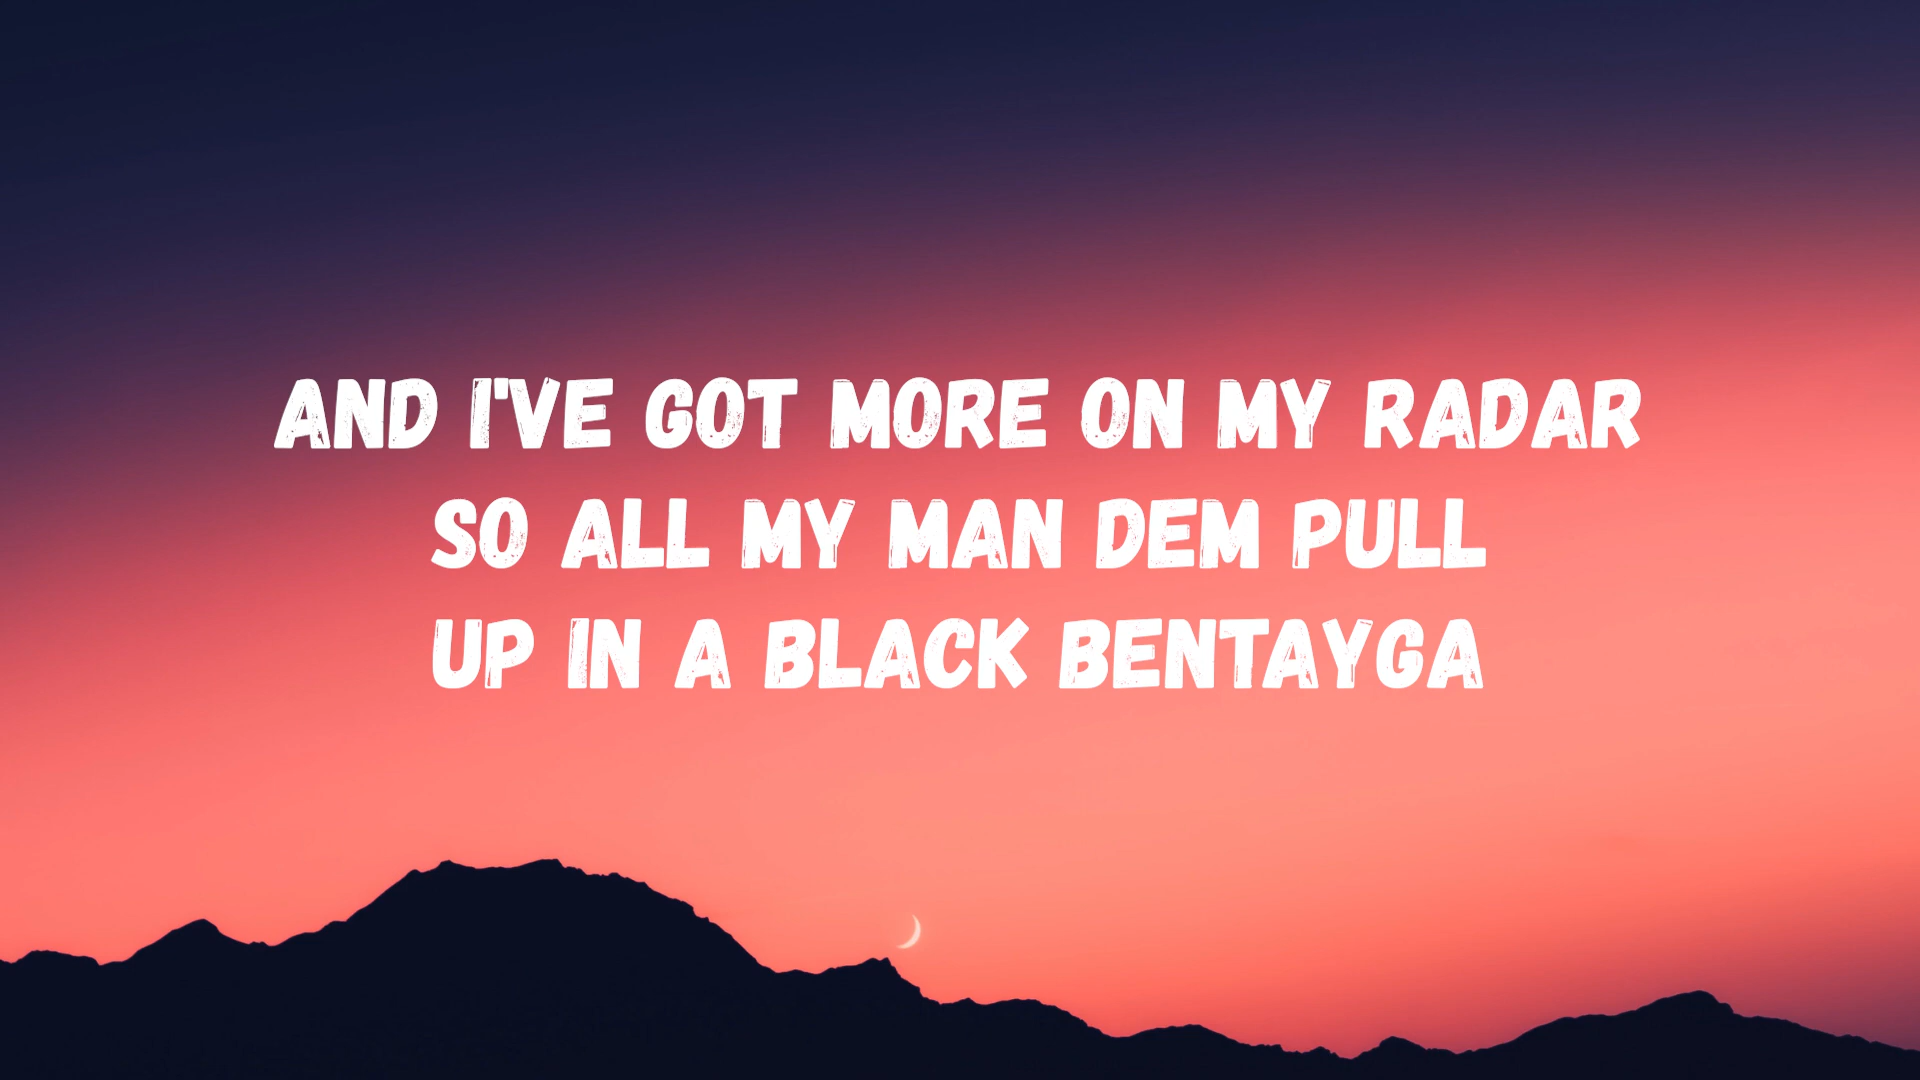 AND I'VE GOT MORE ON MY RADAR
SO ALL MY MAN DEM PULL
UP IN A BLACK BENTAYGA